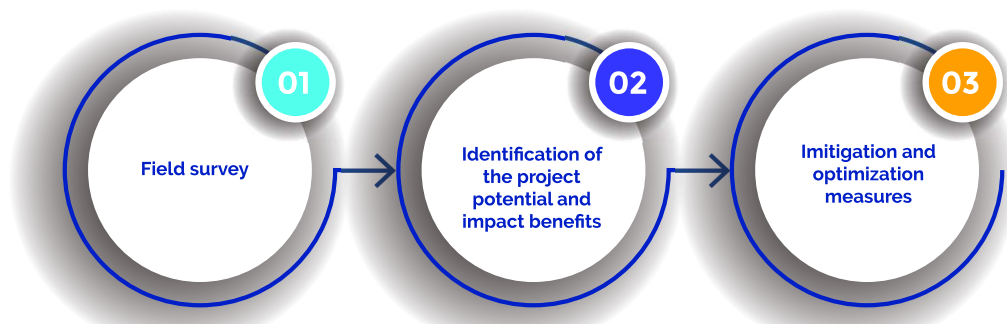 01
Field survey
02
Identification of
the project
potential and
impact benefits
03
Imitigation and
optimization
measures